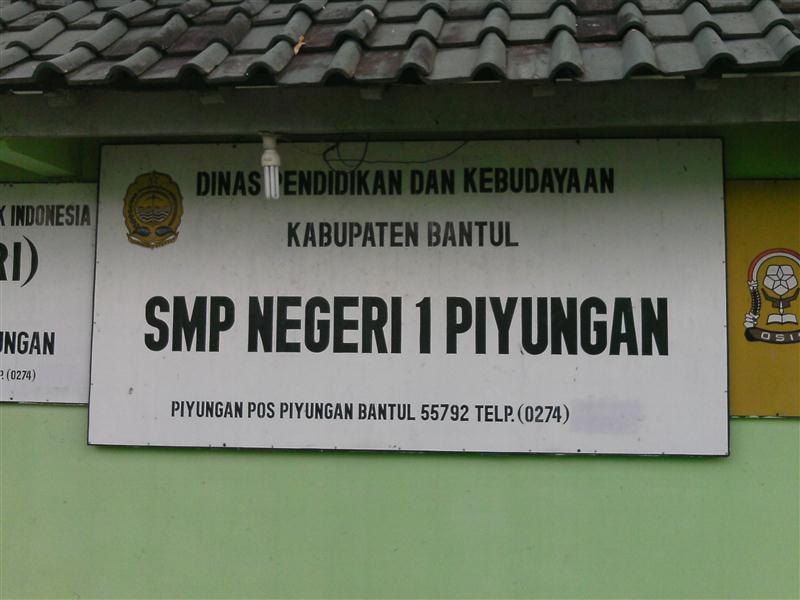 DINAS PENDIDIKAN DAN KEBUDAYAAN
KABUPATEN BANTUL
SMP NEGERI 1 PIYUNGAN
PIYUNGAN POS PIYUNGAN BANTUL 55792 TELP. (0274)
K INDONESIA
RI)
UNGAN
P. (0274)
OSIS